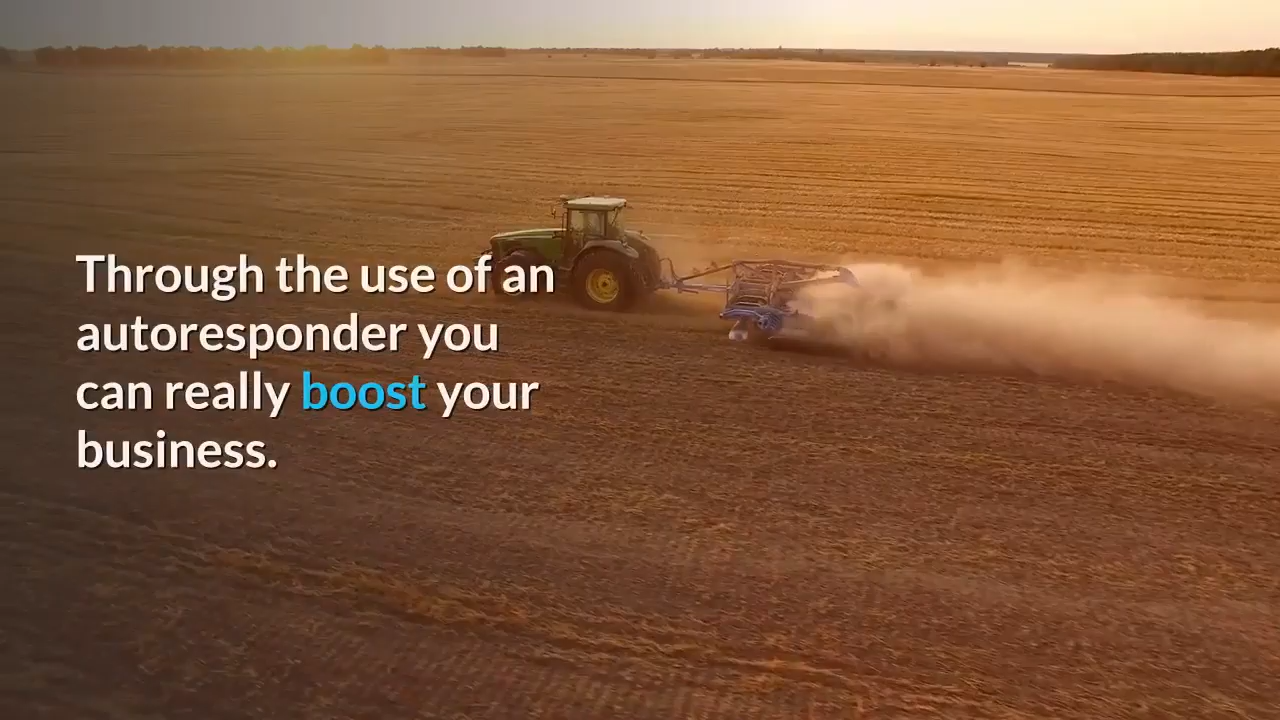 Through the use of an
autoresponder you
can really boost your
business.